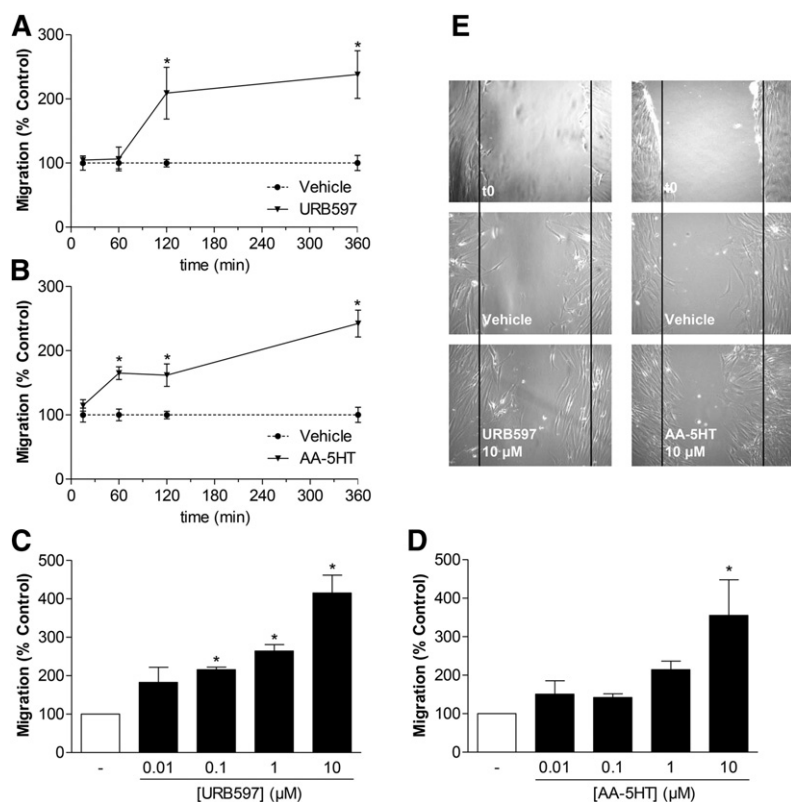 A
300
200
100
0
Migration (% Control)
*
*
Vehicle
URB597
0 60 120 180 240 300 360
time (min)
B
300
200
100
0
Migration (% Control)
*
*
*
Vehicle
AA-5HT
0 60 120 180 240 300 360
time (min)
E
t0
t0
Vehicle
Vehicle
URB597
10 µM
AA-5HT
10 µM
C
500
400
300
200
100
0
Migration (% Control)
*
*
*
- 0.01 0.1 1 10
[URB597] (µM)
D
500
400
300
200
100
0
Migration (% Control)
*
- 0.01 0.1 1 10
[AA-5HT] (µM)